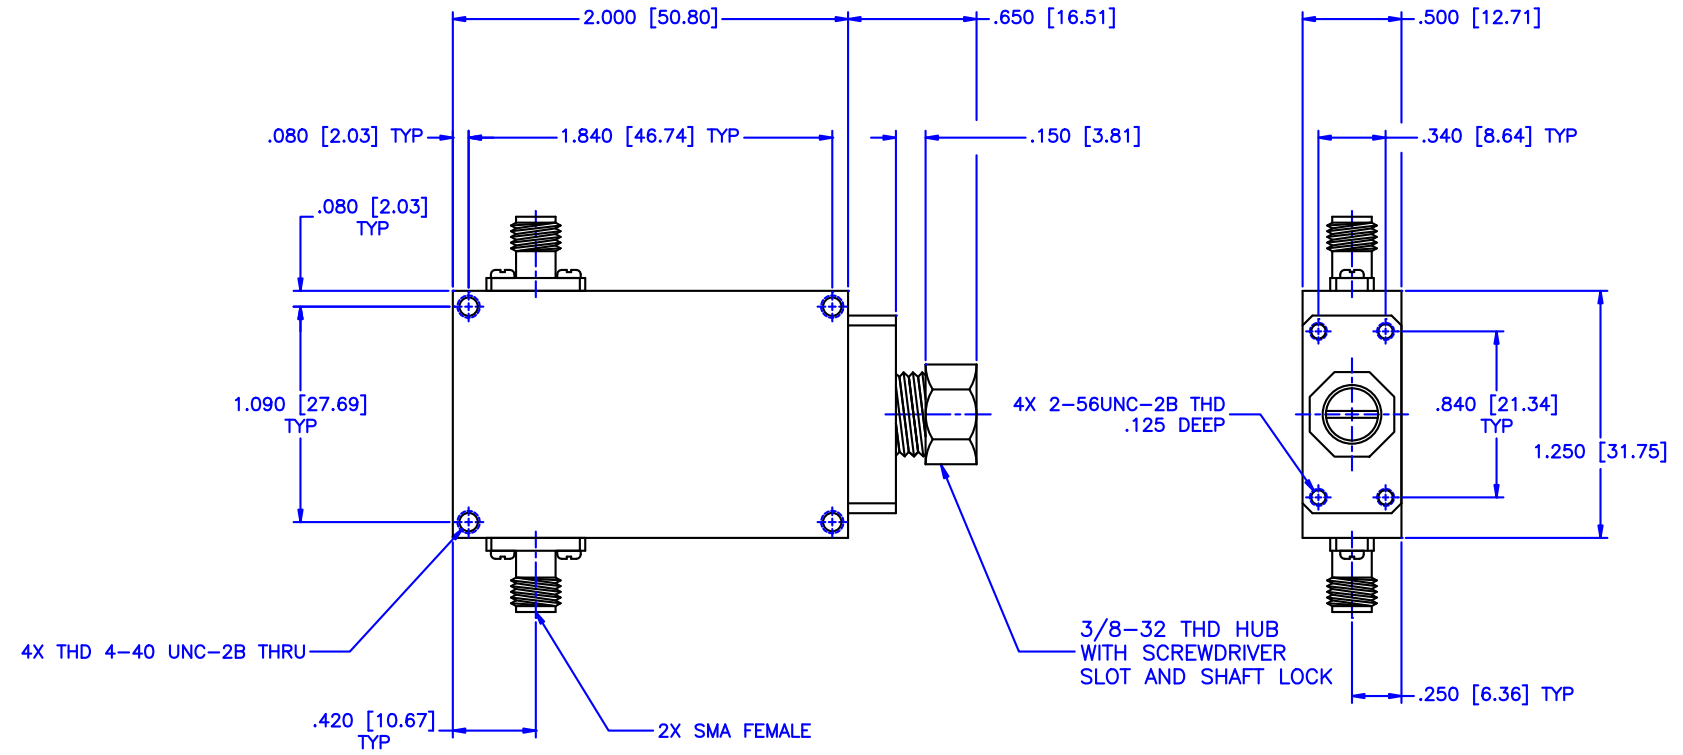 2.000 [50.80]
.650 [16.51]
.500 [12.71]
.080 [2.03] TYP
1.840 [46.74] TYP
.150 [3.81]
.340 [8.64] TYP
.080 [2.03]
TYP
1.090 [27.69]
TYP
4X 2-56UNC-2B THD
.125 DEEP
.840 [21.34]
TYP
1.250 [31.75]
4X THD 4-40 UNC-2B THRU
3/8-32 THD HUB
WITH SCREWDRIVER
SLOT AND SHAFT LOCK
.250 [6.36] TYP
.420 [10.67]
TYP
2X SMA FEMALE